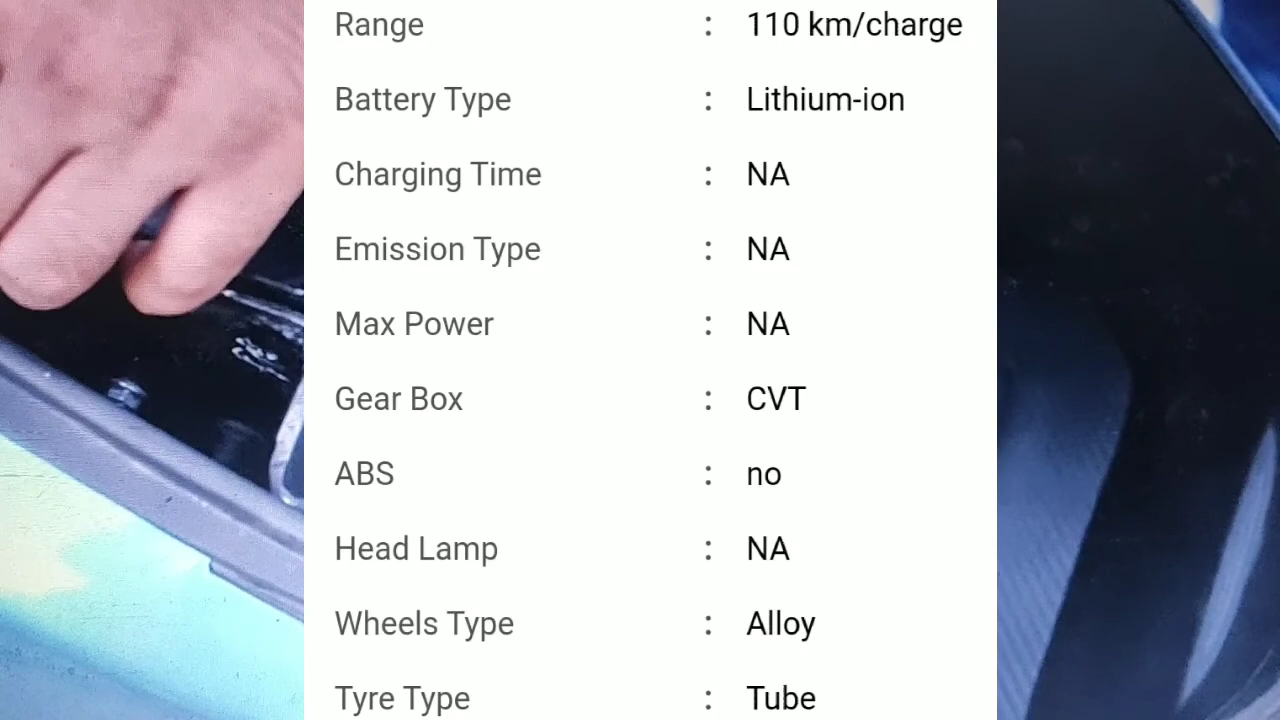 Range : 110 km/charge
Battery Type : Lithium-ion
Charging Time : NA
Emission Type : NA
Max Power : NA
Gear Box : CVT
ABS : no
Head Lamp : NA
Wheels Type : Alloy
Tyre Type : Tube